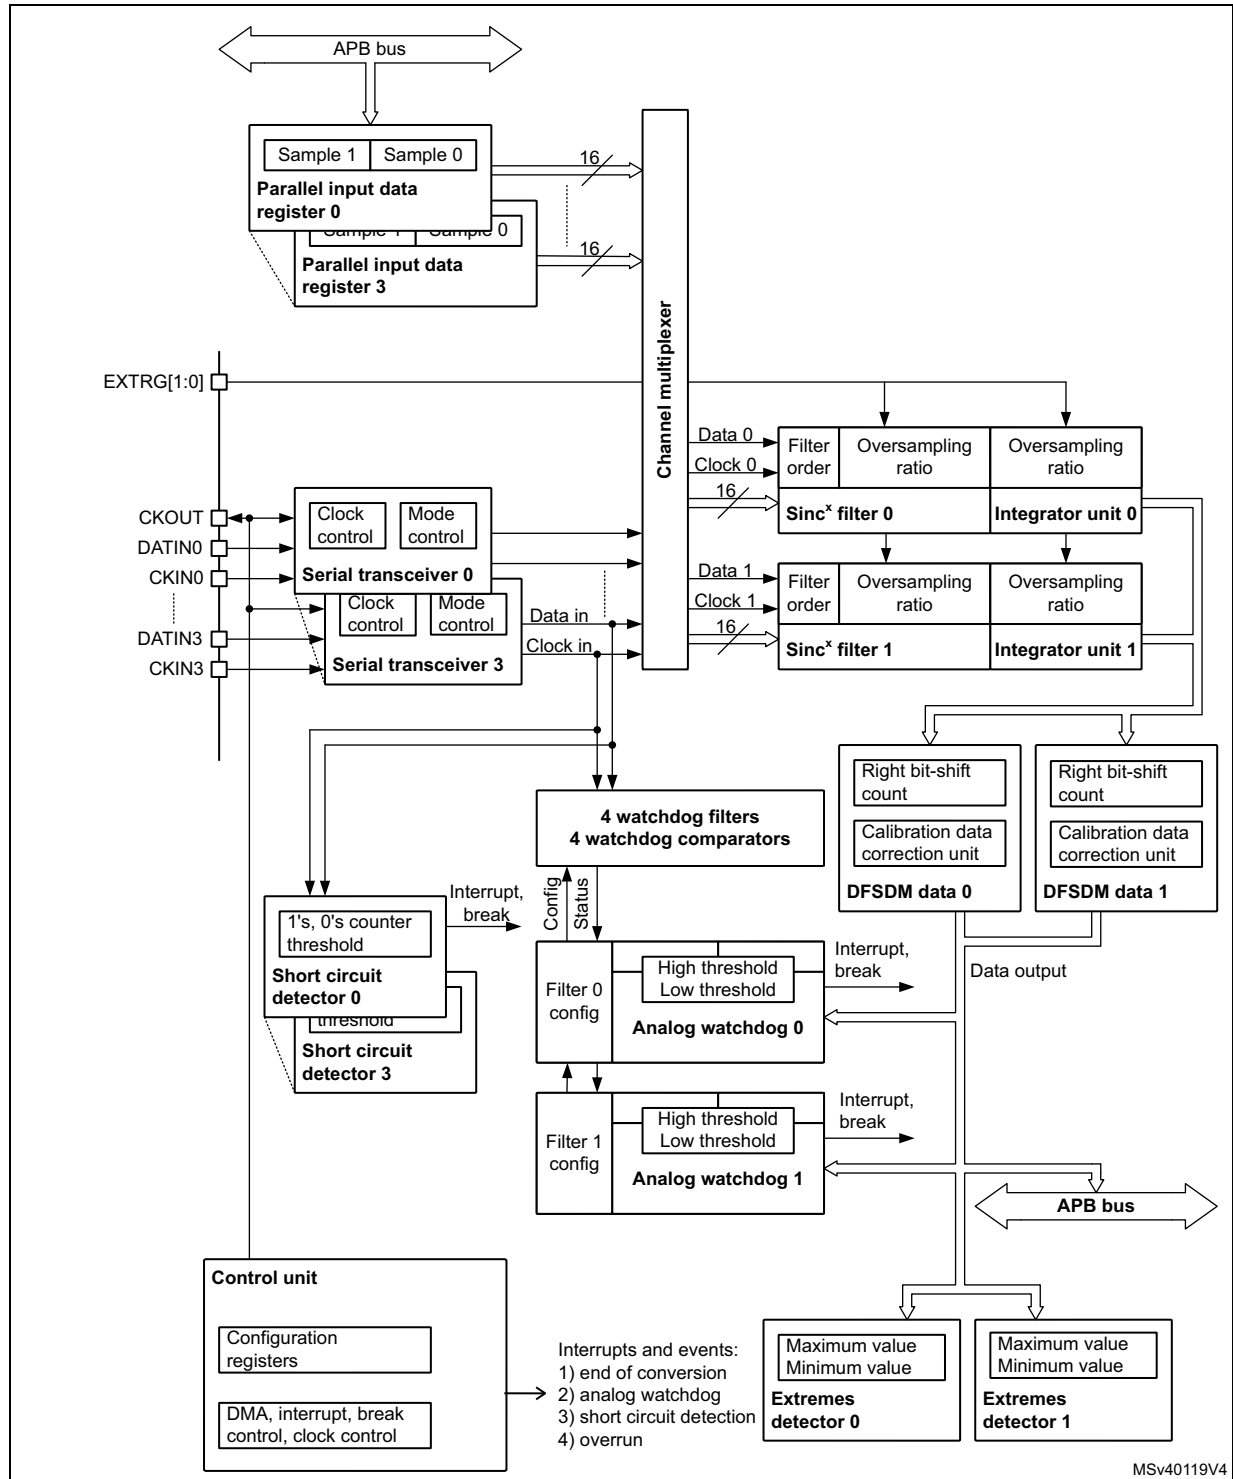 APB bus
Sample 1 Sample 0
Parallel input data
register 0
Sample 1 Sample 0
Parallel input data
register 3
16
16
Channel multiplexer
EXTRG[1:0]
CKOUT
DATIN0
CKIN0
DATIN3
CKIN3
Clock
control
Mode
control
Serial transceiver 0
Clock
control
Mode
control
Serial transceiver 3
Data in
Clock in
Data 0
Clock 0
16
Filter
order
Oversampling
ratio
Oversampling
ratio
Sincˣ filter 0
Integrator unit 0
Data 1
Clock 1
16
Filter
order
Oversampling
ratio
Oversampling
ratio
Sincˣ filter 1
Integrator unit 1
Right bit-shift
count
Calibration data
correction unit
DFSDM data 0
Right bit-shift
count
Calibration data
correction unit
DFSDM data 1
4 watchdog filters
4 watchdog comparators
Config
Status
1's, 0's counter
threshold
Short circuit
detector 0
Interrupt,
break
threshold
Short circuit
detector 3
Filter 0
config
High threshold
Low threshold
Analog watchdog 0
Interrupt,
break
Data output
Filter 1
config
High threshold
Low threshold
Analog watchdog 1
Interrupt,
break
APB bus
Control unit
Configuration
registers
DMA, interrupt, break
control, clock control
Interrupts and events:
1) end of conversion
2) analog watchdog
3) short circuit detection
4) overrun
Maximum value
Minimum value
Extremes
detector 0
Maximum value
Minimum value
Extremes
detector 1
MSv40119V4